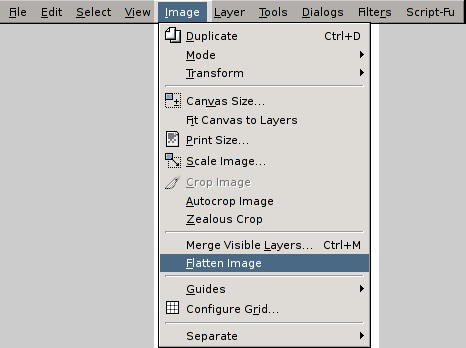 File Edit Select View Image Layer Tools Dialogs Filters Script-Fu
Duplicate Ctrl+D
Mode
Transform
Canvas Size...
Fit Canvas to Layers
Print Size...
Scale Image...
Crop Image
Autocrop Image
Zealous Crop
Merge Visible Layers... Ctrl+M
Flatten Image
Guides
Configure Grid...
Separate